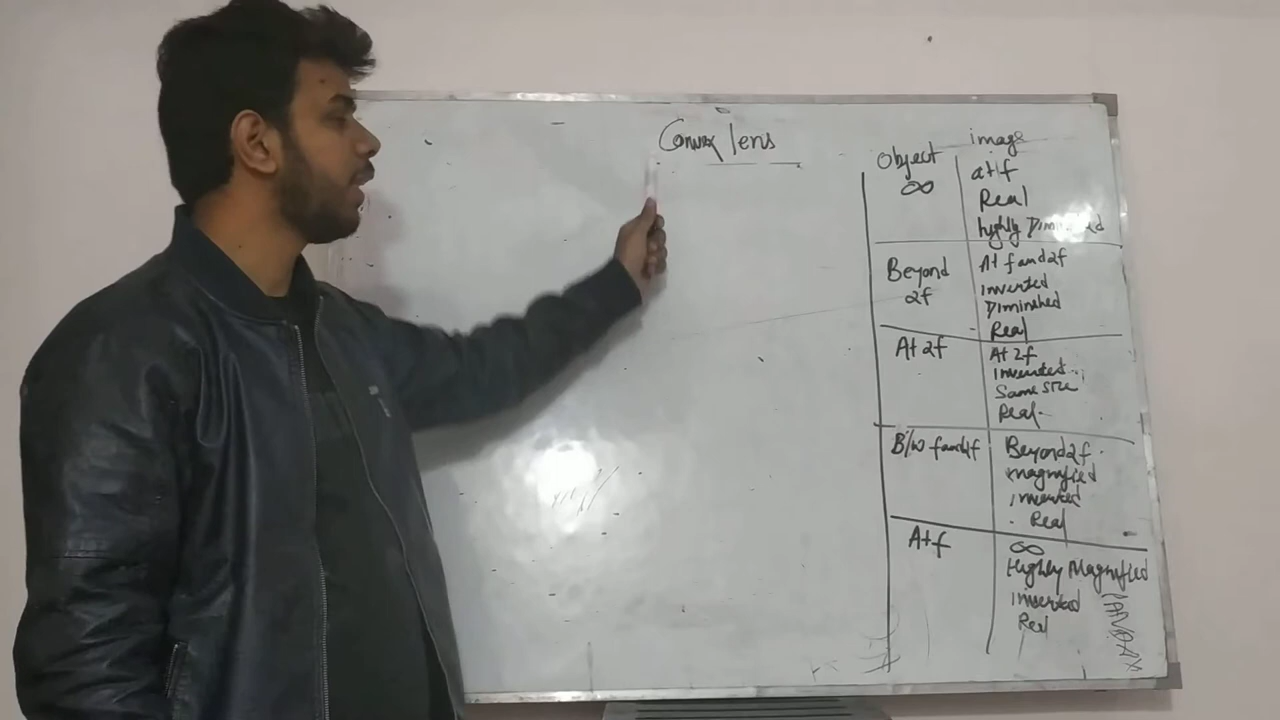 Convex lens
Object
image
∞
at f
Real
highly Diminished
Beyond
2f
At f and 2f
inverted
Diminished
Real
At 2f
At 2f
inverted
Same size
Real
B/w f and 2f
Beyond 2f
magnified
inverted
Real
At f
∞
Highly Magnified
inverted
Real